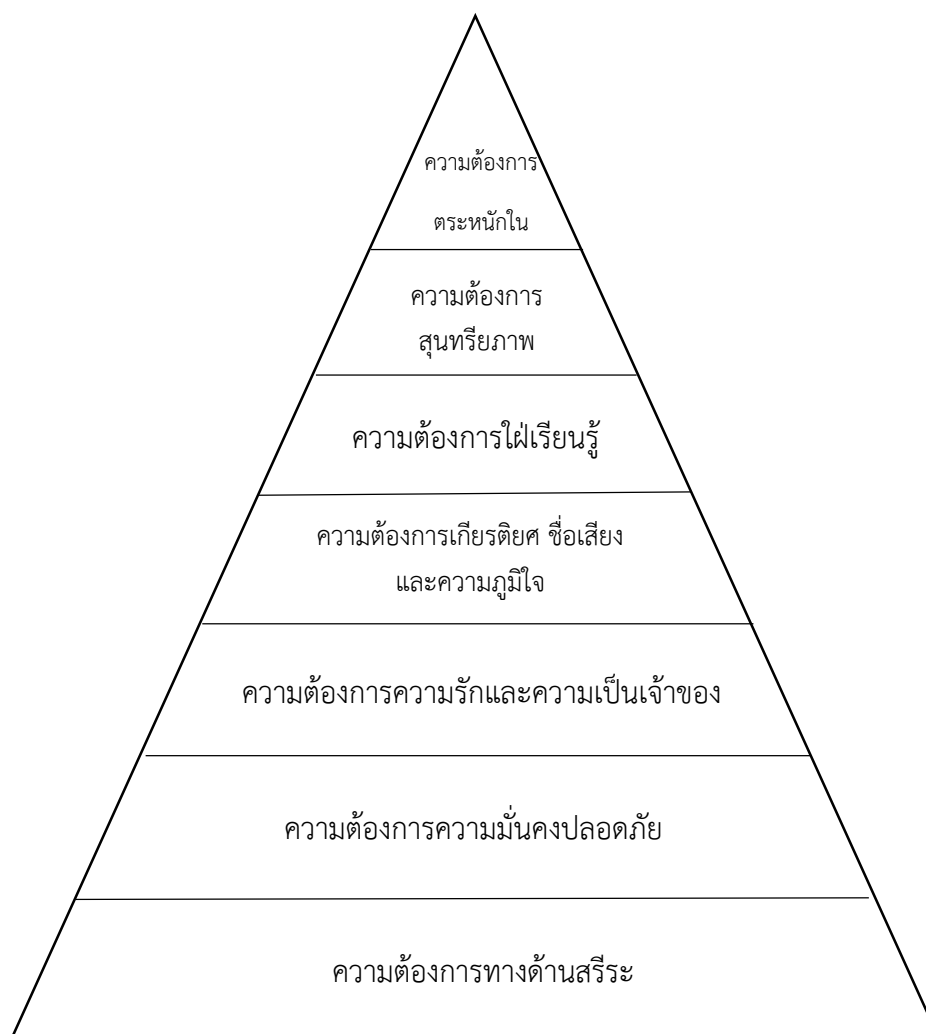 ความต้องการ
ตระหนักใน
ความต้องการ
สุนทรียภาพ
ความต้องการใฝ่เรียนรู้
ความต้องการเกียรติยศ ชื่อเสียง
และความภูมิใจ
ความต้องการความรักและความเป็นเจ้าของ
ความต้องการความมั่นคงปลอดภัย
ความต้องการทางด้านสรีระ